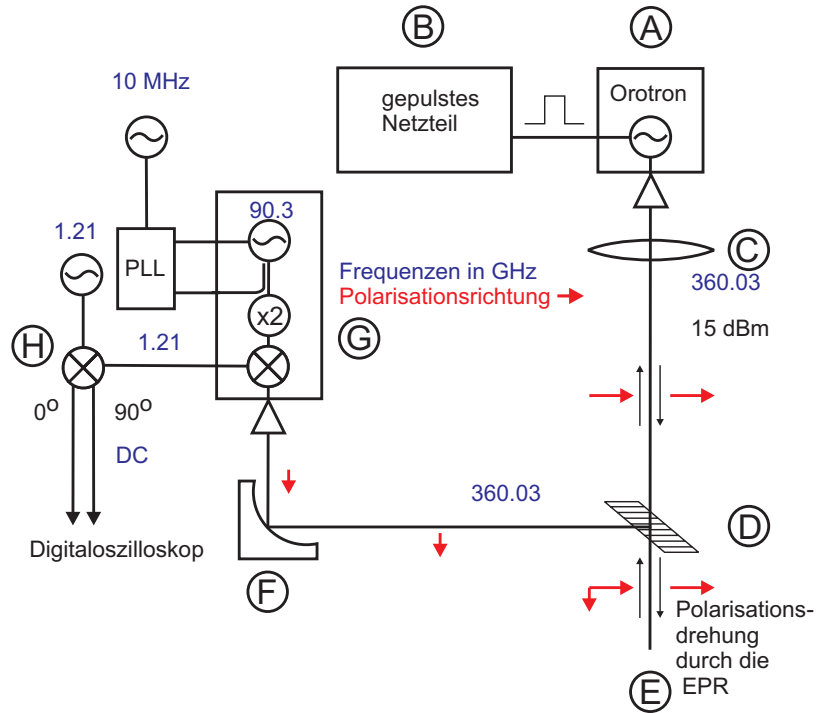 B
A
10 MHz
gepulstes
Netzteil
Orotron
1.21
90.3
PLL
C
Frequenzen in GHz
Polarisationsrichtung
360.03
15 dBm
x2
G
H
1.21
0°
90°
DC
360.03
D
Digitaloszilloskop
F
Polarisations-
drehung
durch die
EPR
E